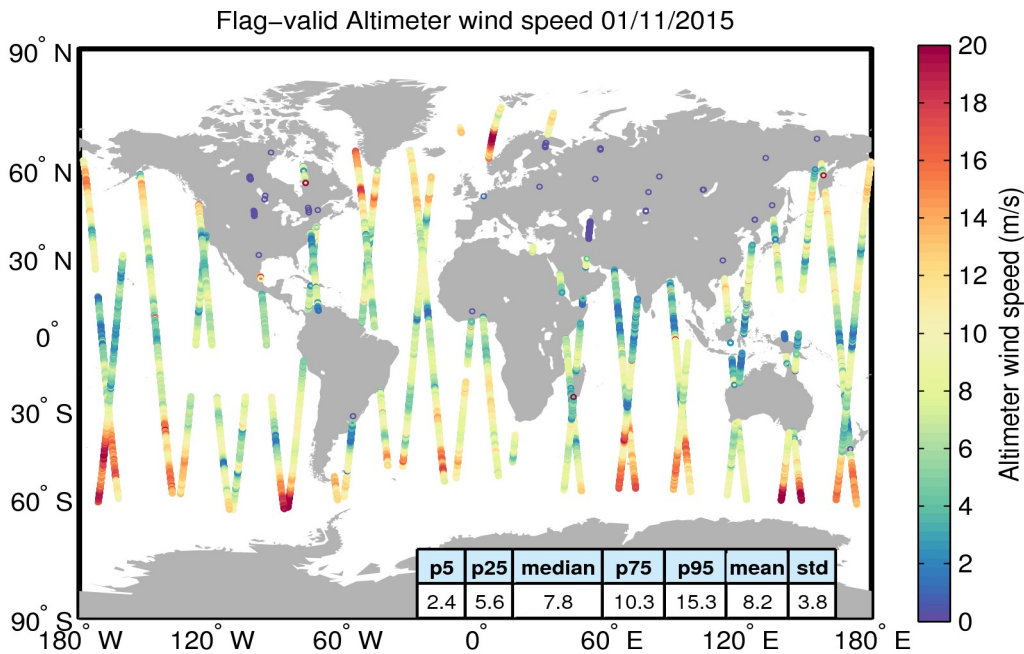 Flag−valid Altimeter wind speed 01/11/2015
90° N
60° N
30° N
0°
30° S
60° S
90° S
180° W
120° W
60° W
0°
60° E
120° E
180° E
p5 p25 median p75 p95 mean std
2.4 5.6 7.8 10.3 15.3 8.2 3.8
20
18
16
14
12
10
8
6
4
2
0
Altimeter wind speed (m/s)